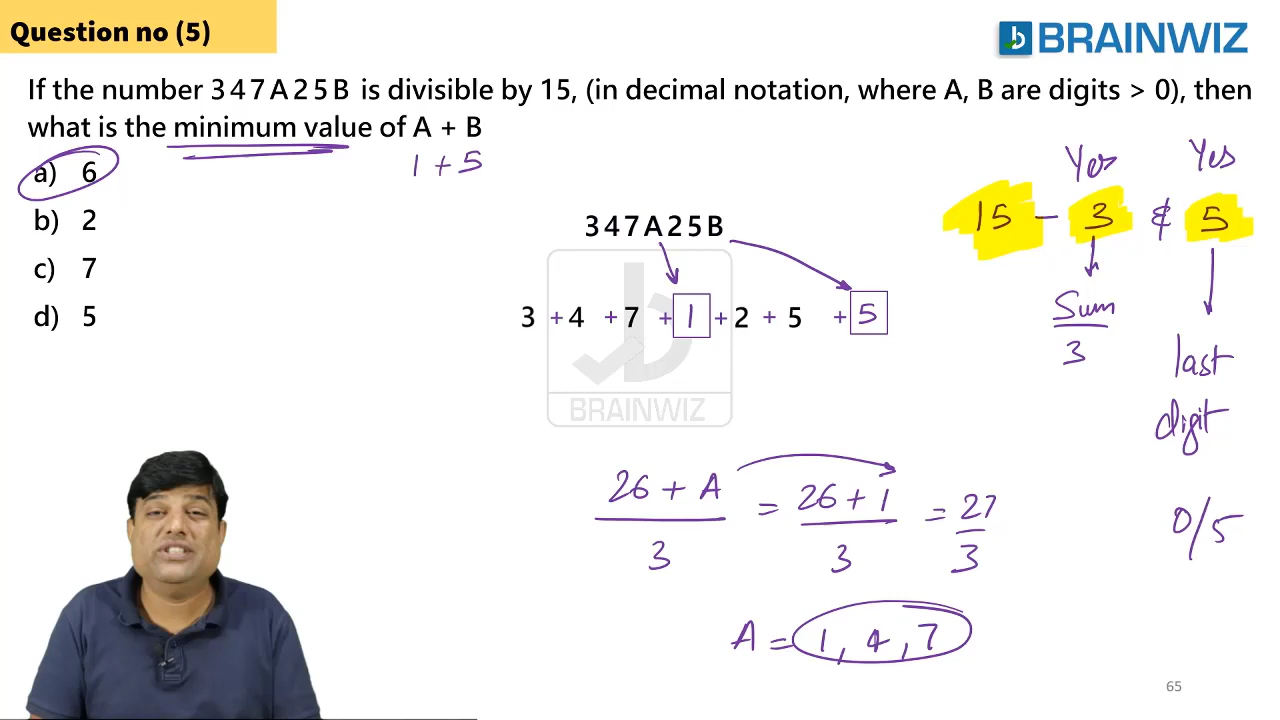 Question no (5)
BRAINWIZ
If the number 3 4 7 A 2 5 B is divisible by 15, (in decimal notation, where A, B are digits > 0), then
what is the minimum value of A + B
1 + 5
a) 6
b) 2
c) 7
d) 5
Yes Yes
15 - 3 & 5
3 4 7 A 2 5 B
3 + 4 + 7 + 1 + 2 + 5 + 5
Sum
3
last
digit
0/5
BRAINWIZ
26 + A = 26 + 1 = 27
3 3 3
A = 1, 4, 7
65